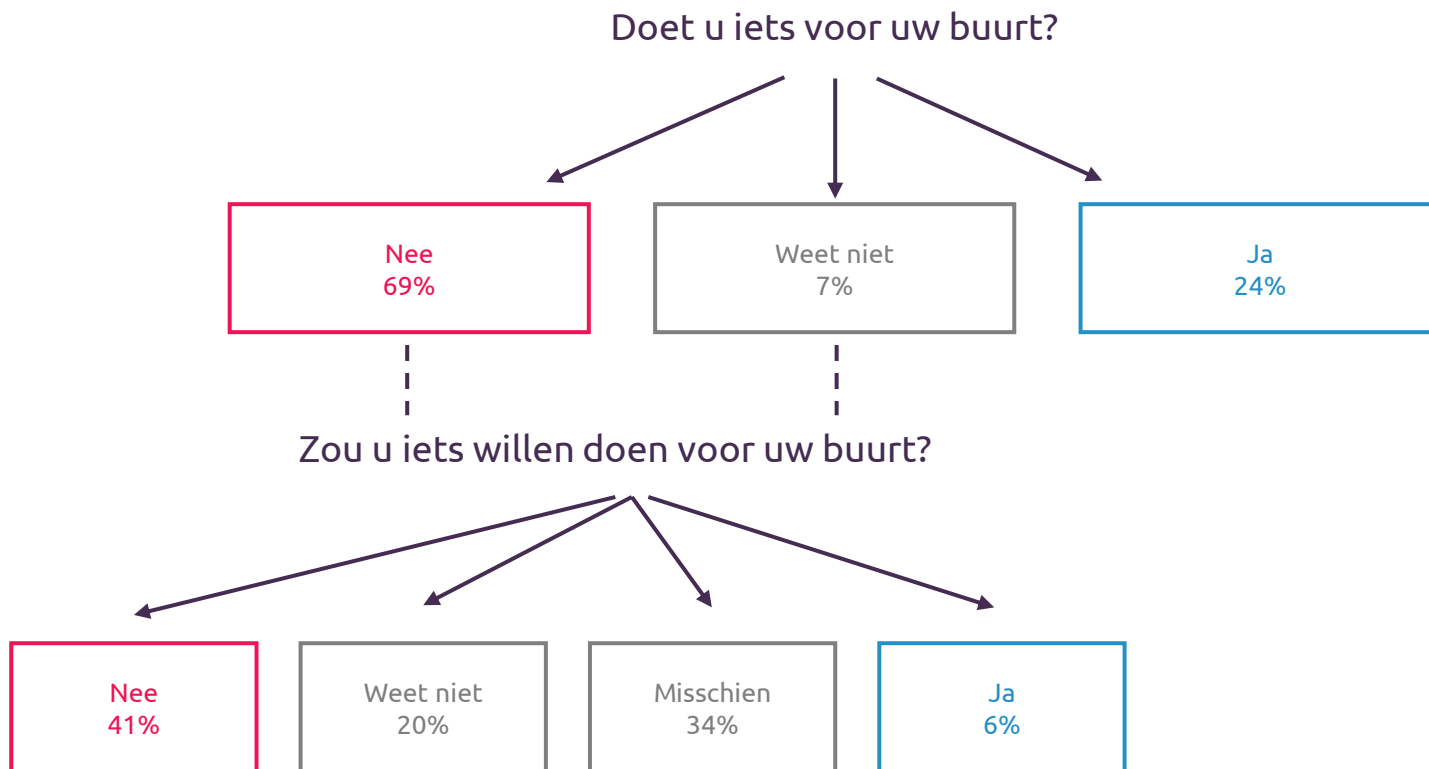 Doet u iets voor uw buurt?
Nee
69%
Weet niet
7%
Ja
24%
Zou u iets willen doen voor uw buurt?
Nee
41%
Weet niet
20%
Misschien
34%
Ja
6%